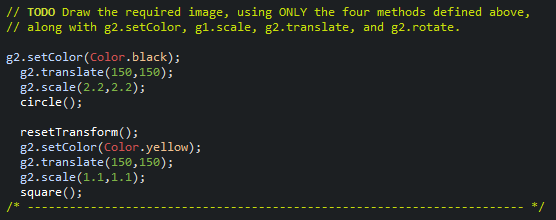 // TODO Draw the required image, using ONLY the four methods defined above,
// along with g2.setColor, g1.scale, g2.translate, and g2.rotate.
g2.setColor(Color.black);
g2.translate(150,150);
g2.scale(2.2,2.2);
circle();
resetTransform();
g2.setColor(Color.yellow);
g2.translate(150,150);
g2.scale(1.1,1.1);
square();
/* ----------------------------------------------------------------------- */